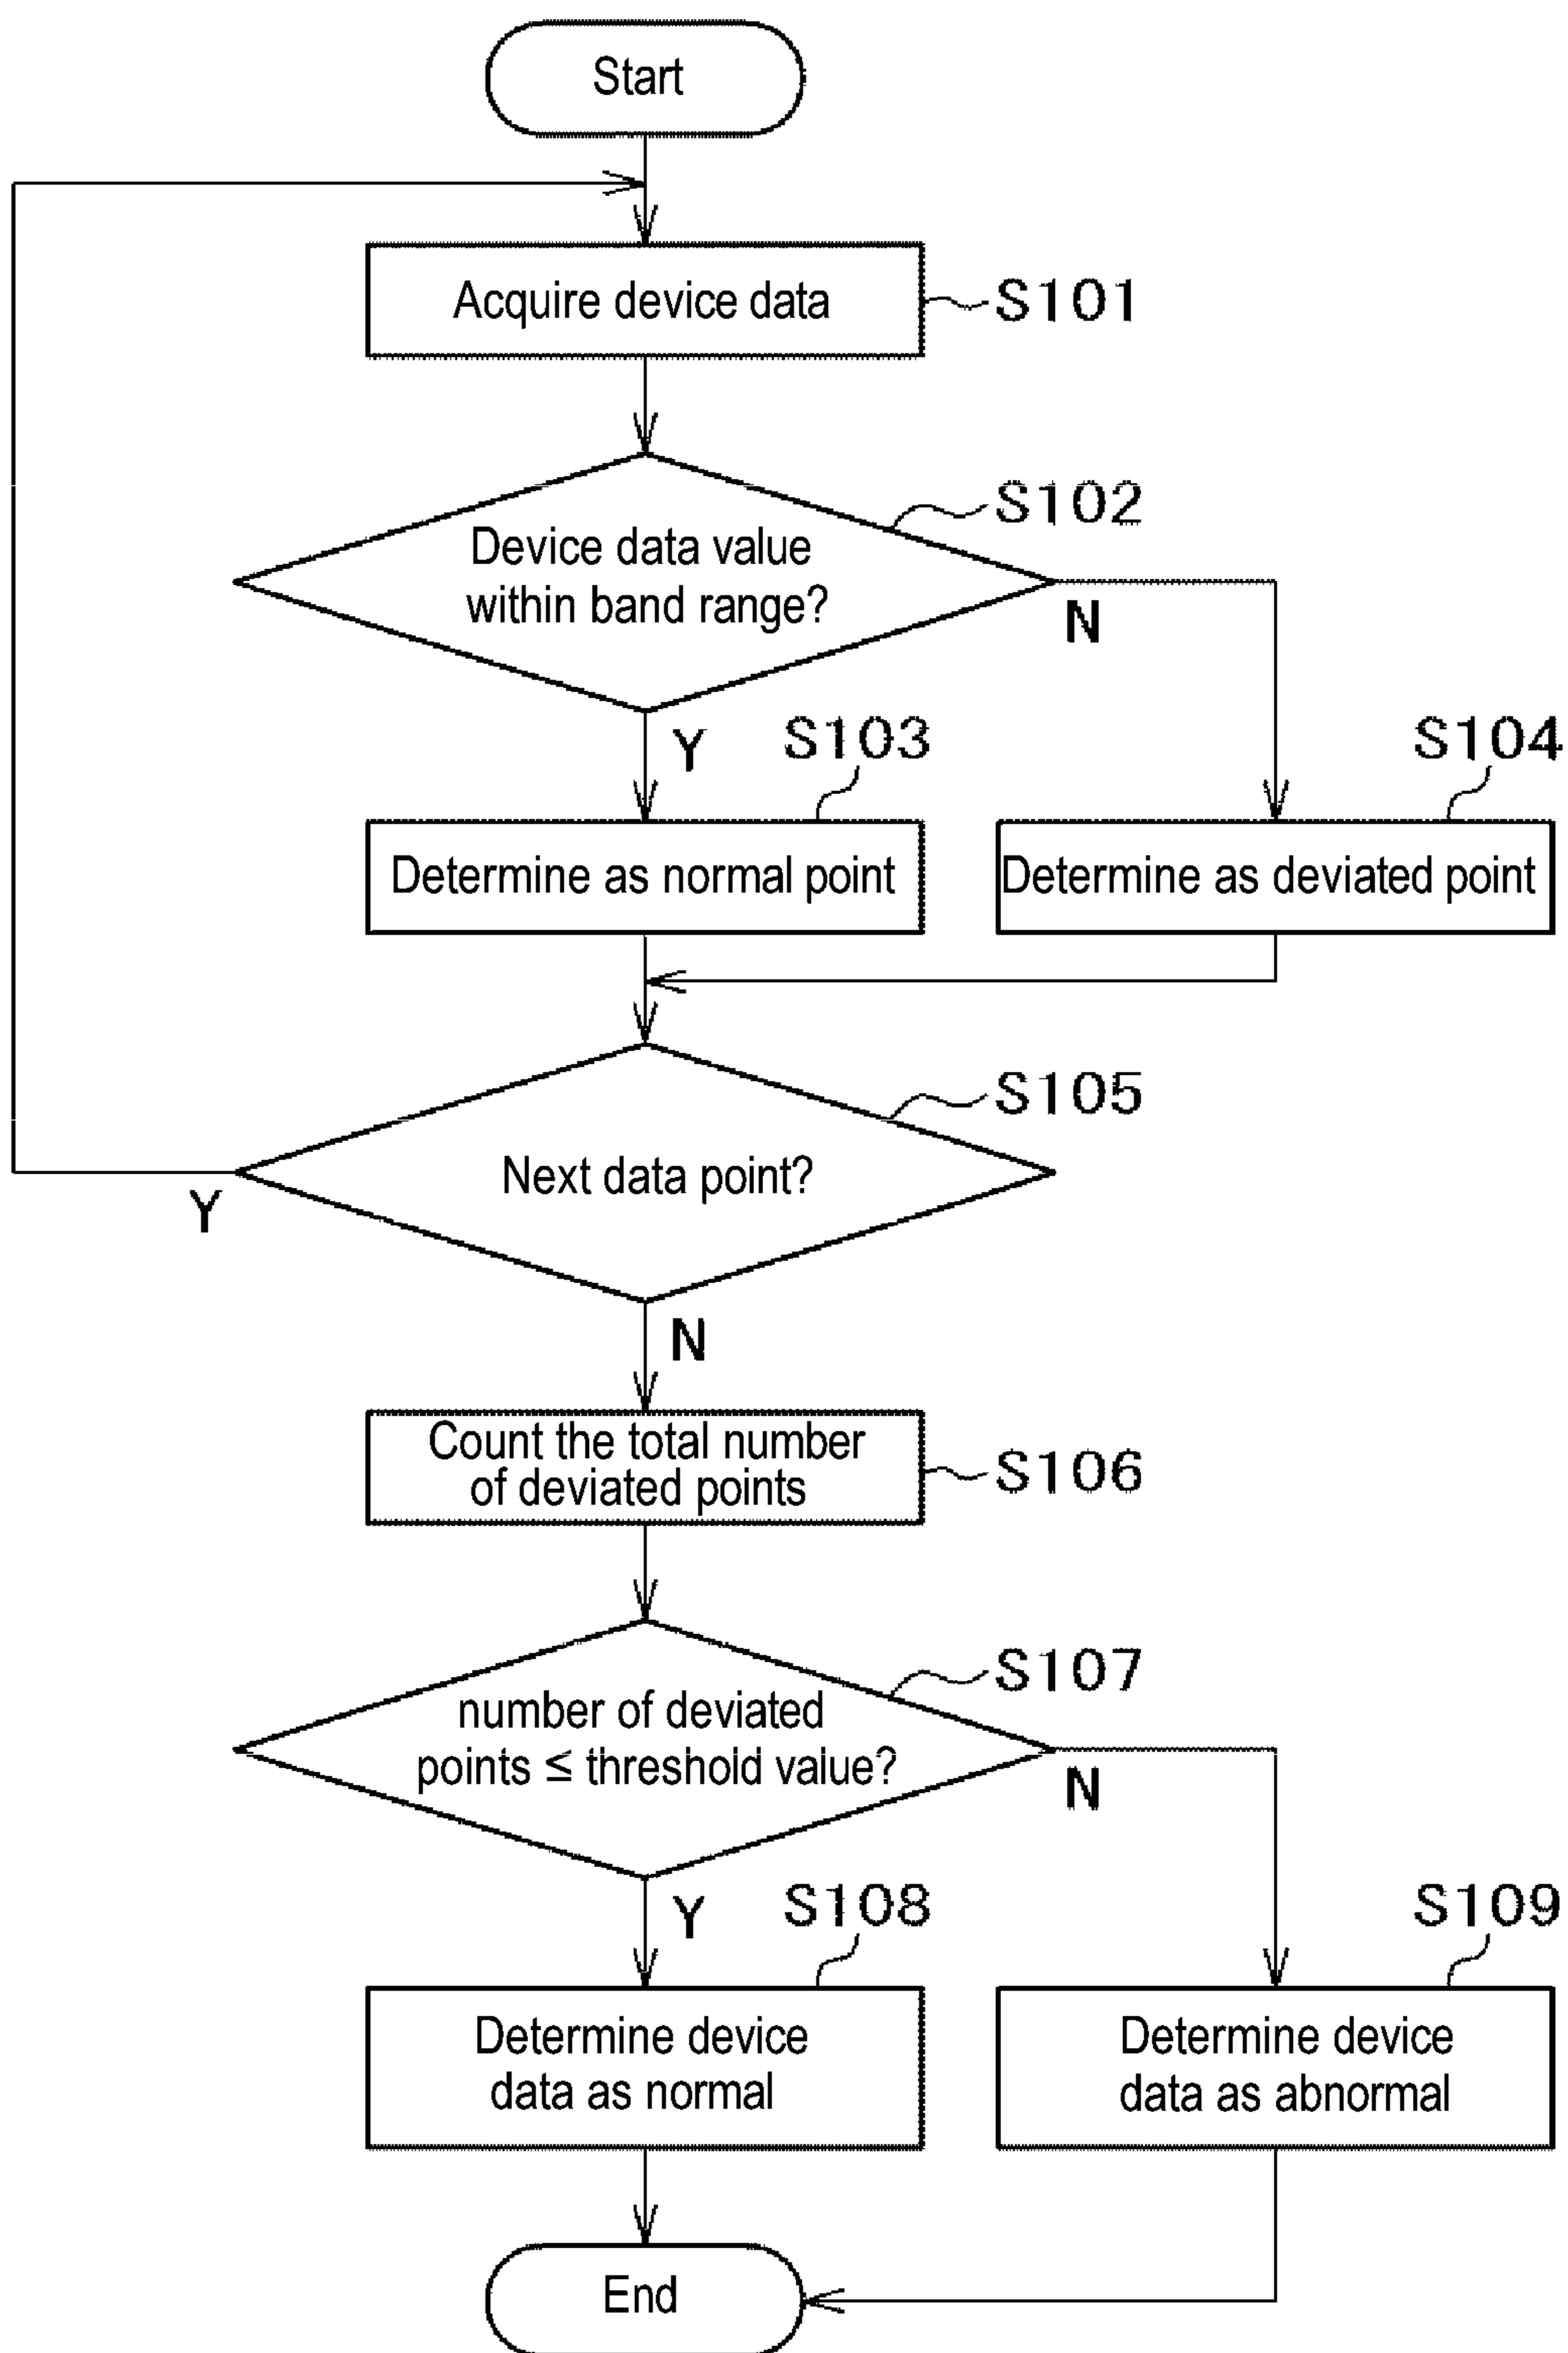 Start
Acquire device data
S101
S102
Device data value
within band range?
N
Y
S103
S104
Determine as normal point
Determine as deviated point
S105
Next data point?
Y
N
Count the total number
of deviated points
S106
S107
number of deviated
points ≤ threshold value?
N
Y
S108
S109
Determine device
data as normal
Determine device
data as abnormal
End